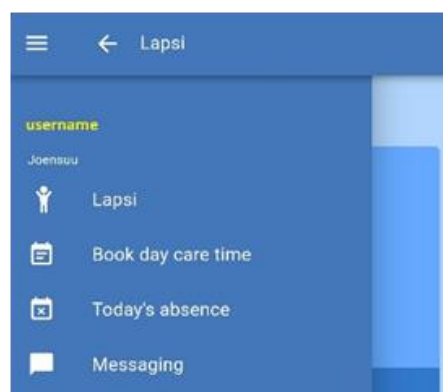 Lapsi
username
Joensuu
Lapsi
Book day care time
Today's absence
Messaging